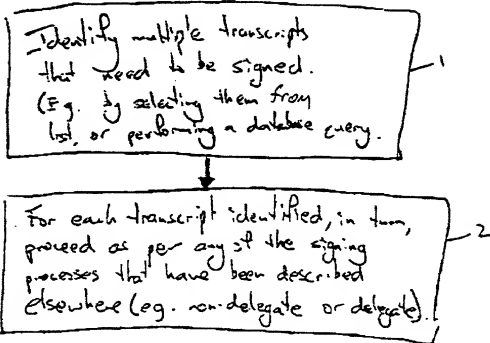 Identify multiple transcripts
that need to be signed.
(Eg. by selecting them from
list, or performing a database query.
1
For each transcript identified, in turn,
proceed as per any of the signing
processes that have been described
elsewhere (eg. non-delegate or delegate).
2